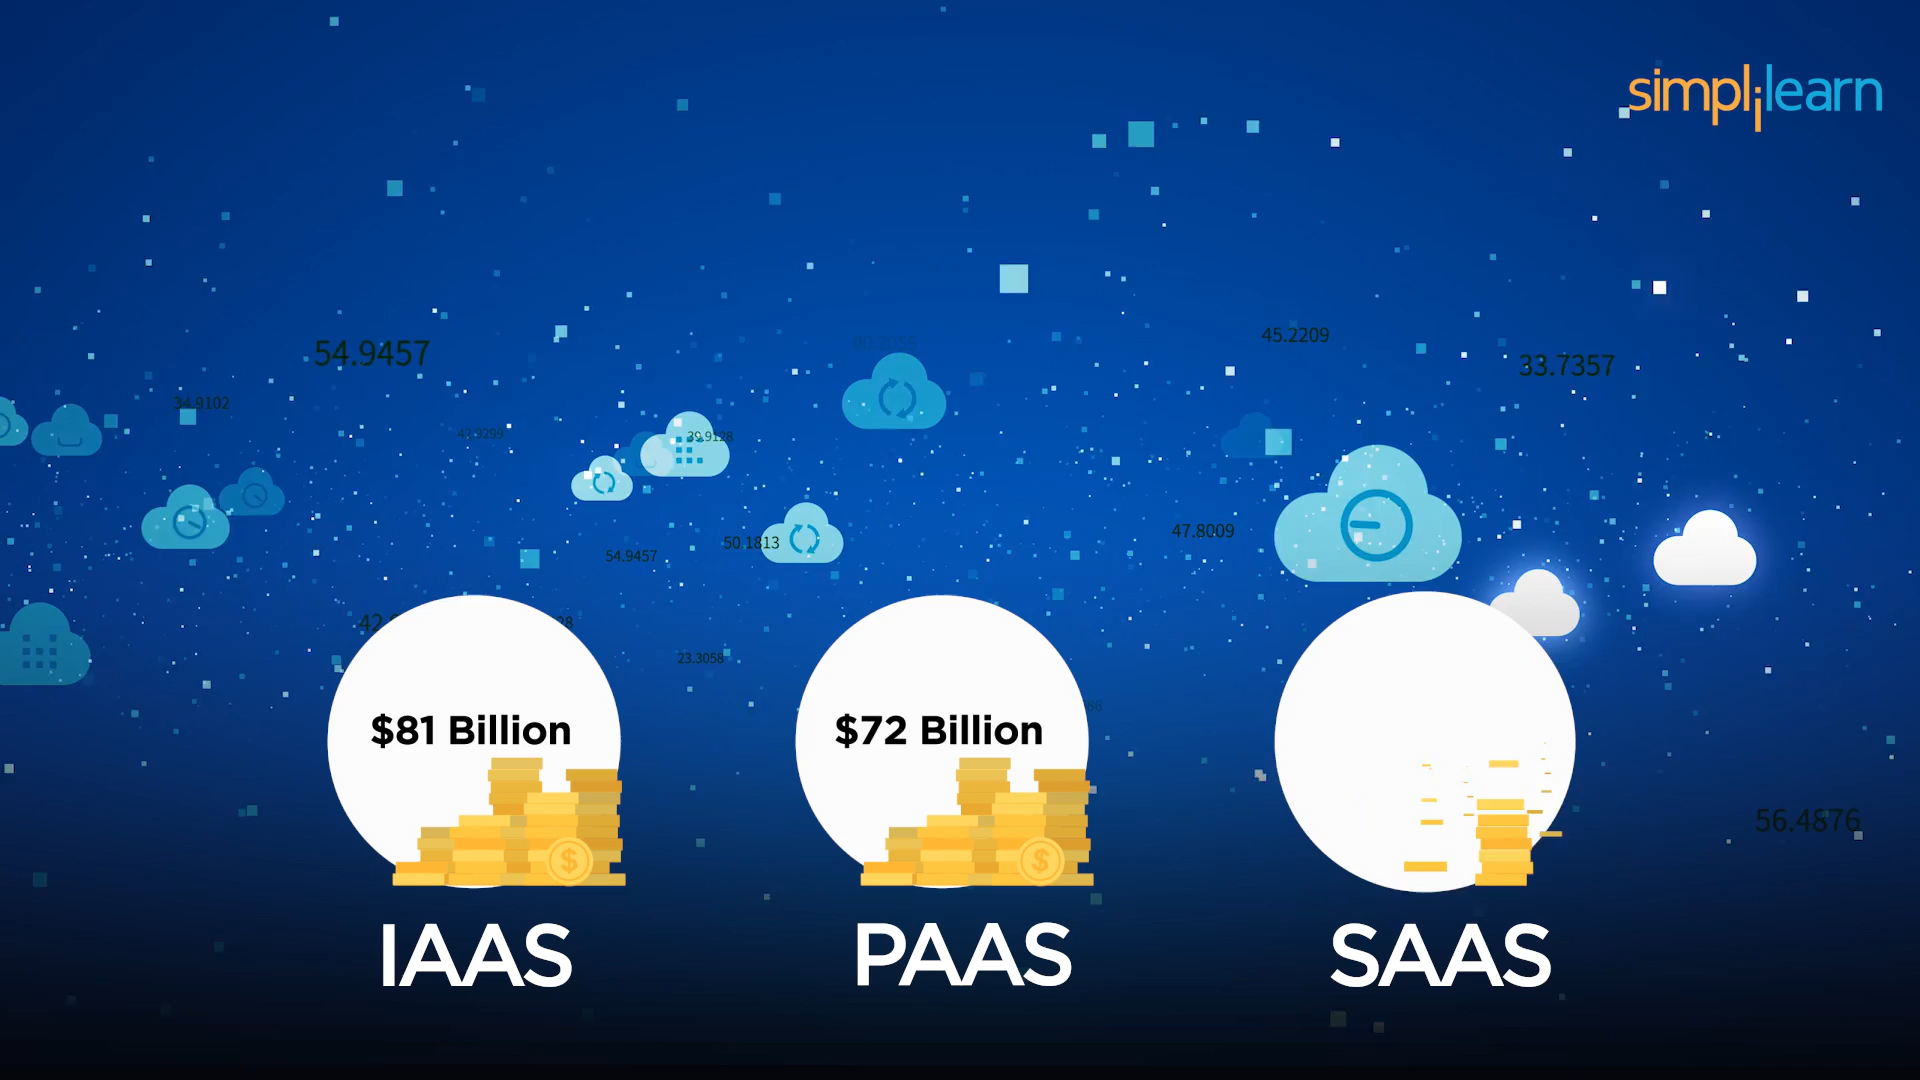 simplilearn
45.2209
54.9457
33.7357
34.9102
39.9128
47.8009
50.1813
54.9457
23.3058
$81 Billion
$72 Billion
56.4876
IAAS
PAAS
SAAS